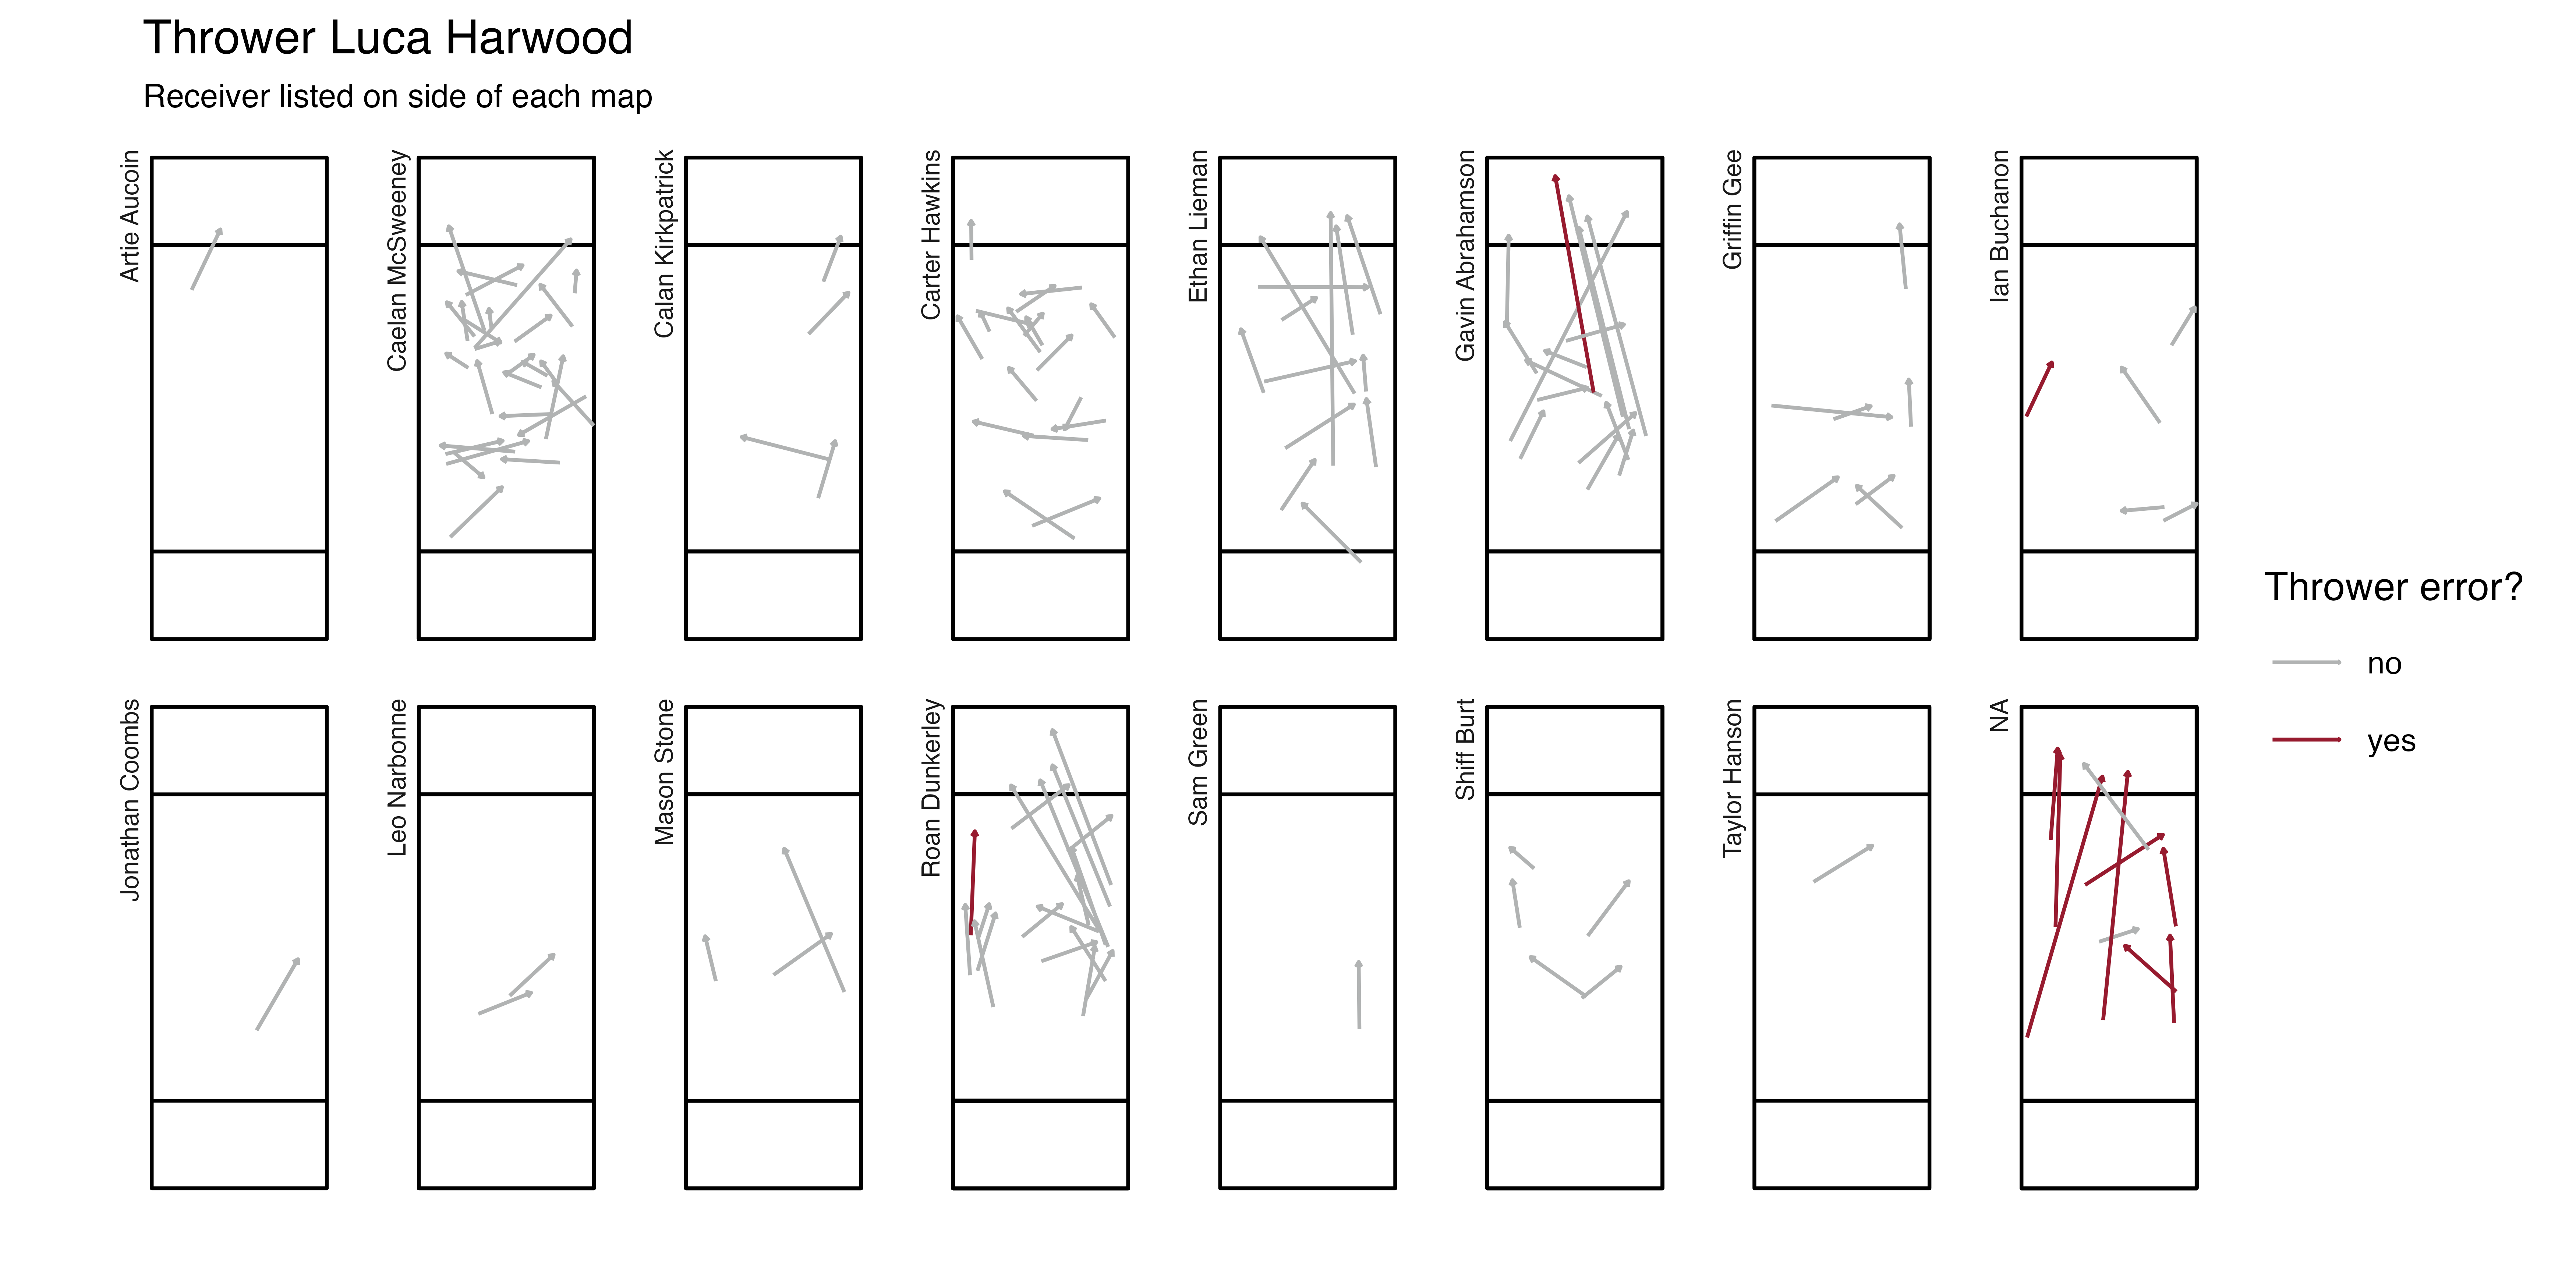 Thrower Luca Harwood
Receiver listed on side of each map
Artie Aucoin
Caelan McSweeney
Calan Kirkpatrick
Carter Hawkins
Ethan Lieman
Gavin Abrahamson
Griffin Gee
Ian Buchanon
Jonathan Coombs
Leo Narbonne
Mason Stone
Roan Dunkerley
Sam Green
Shiff Burt
Taylor Hanson
NA
Thrower error?
no
yes